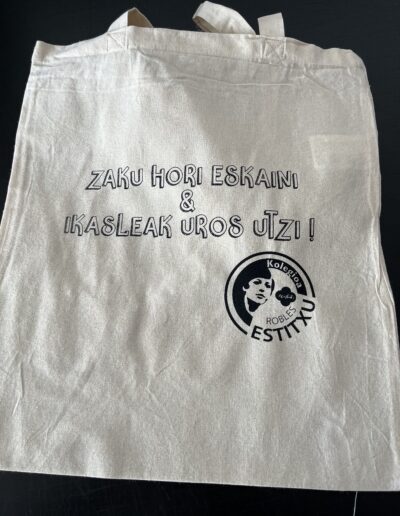 ZAKU HORI ESKAINI
&
IKASLEAK UROS UTZI !
Kolegioa
ROBLES
ESTITXU